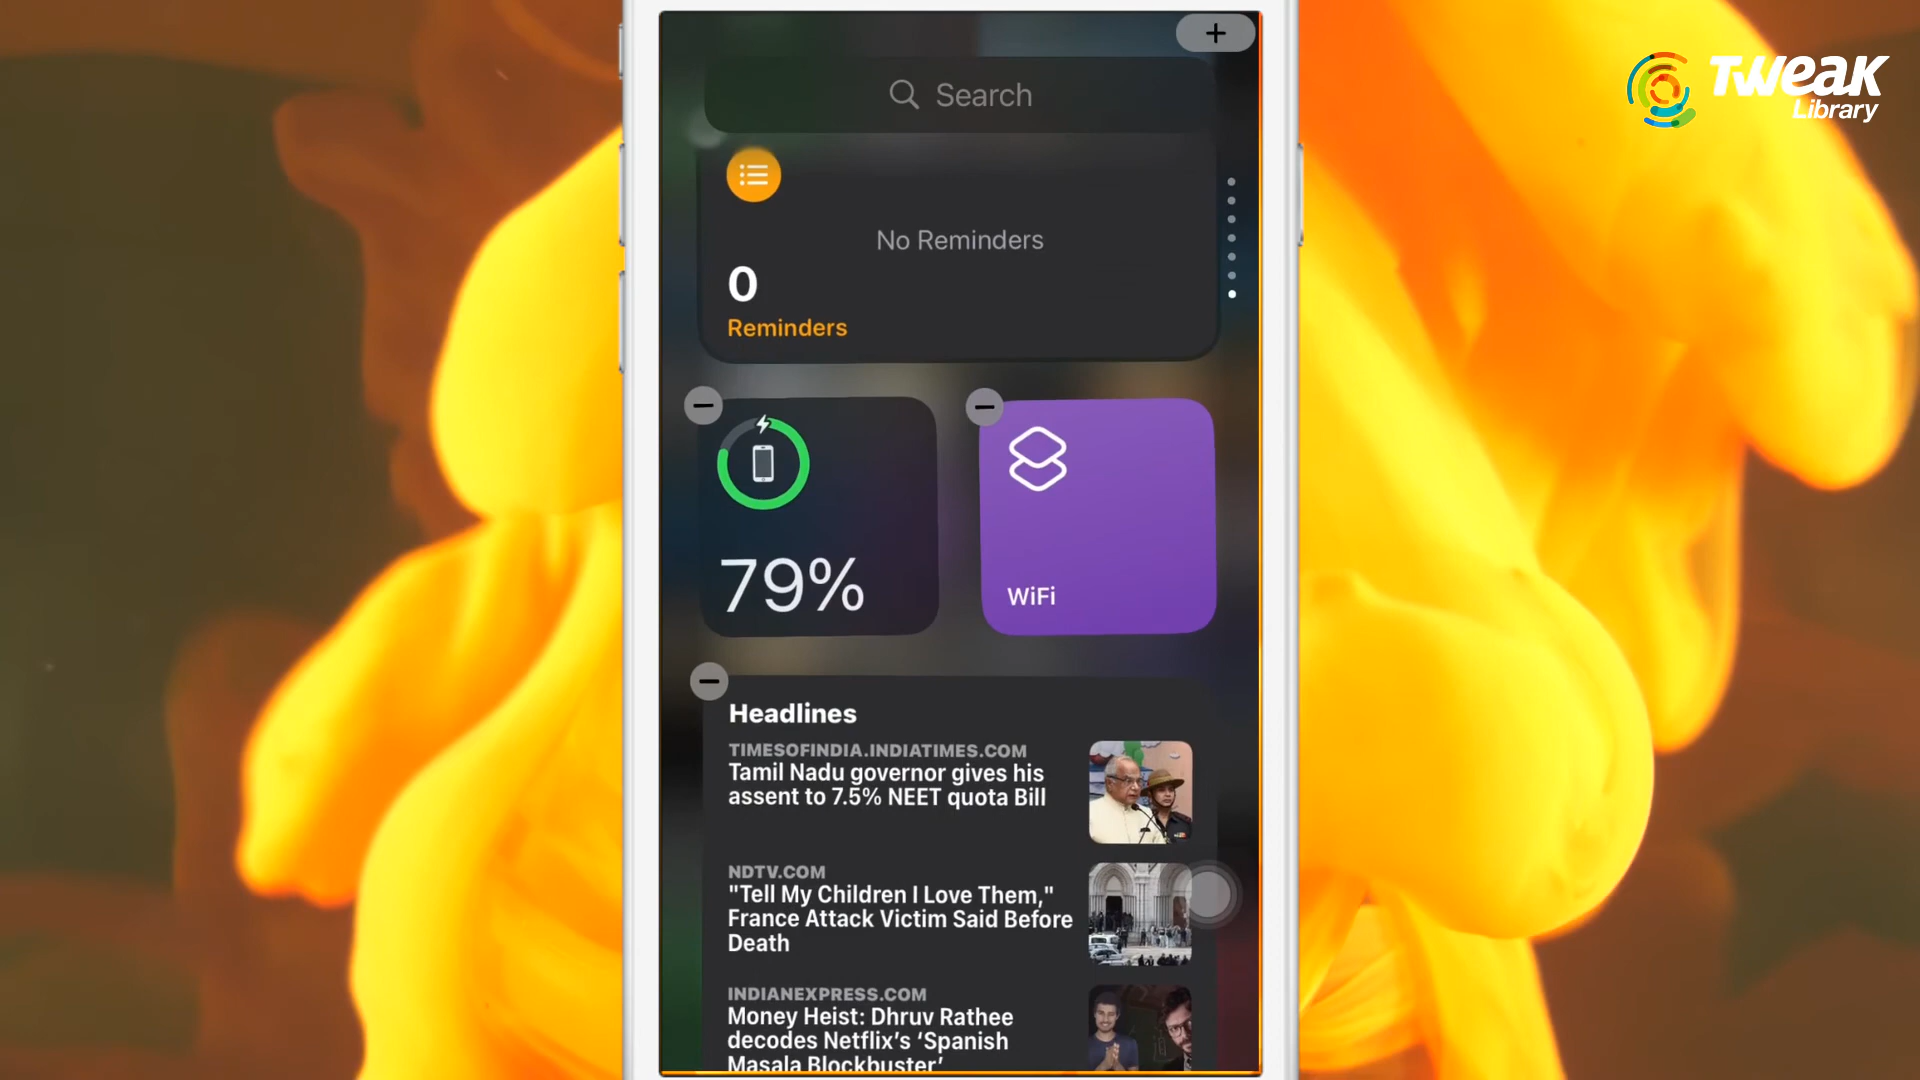 Tweak
Library
+
Search
No Reminders
0
Reminders
79%
WiFi
Headlines
TIMESOFINDIA.INDIATIMES.COM
Tamil Nadu governor gives his
assent to 7.5% NEET quota Bill
NDTV.COM
"Tell My Children I Love Them,"
France Attack Victim Said Before
Death
INDIANEXPRESS.COM
Money Heist: Dhruv Rathee
decodes Netflix's ‘Spanish
Masala Blockbuster’